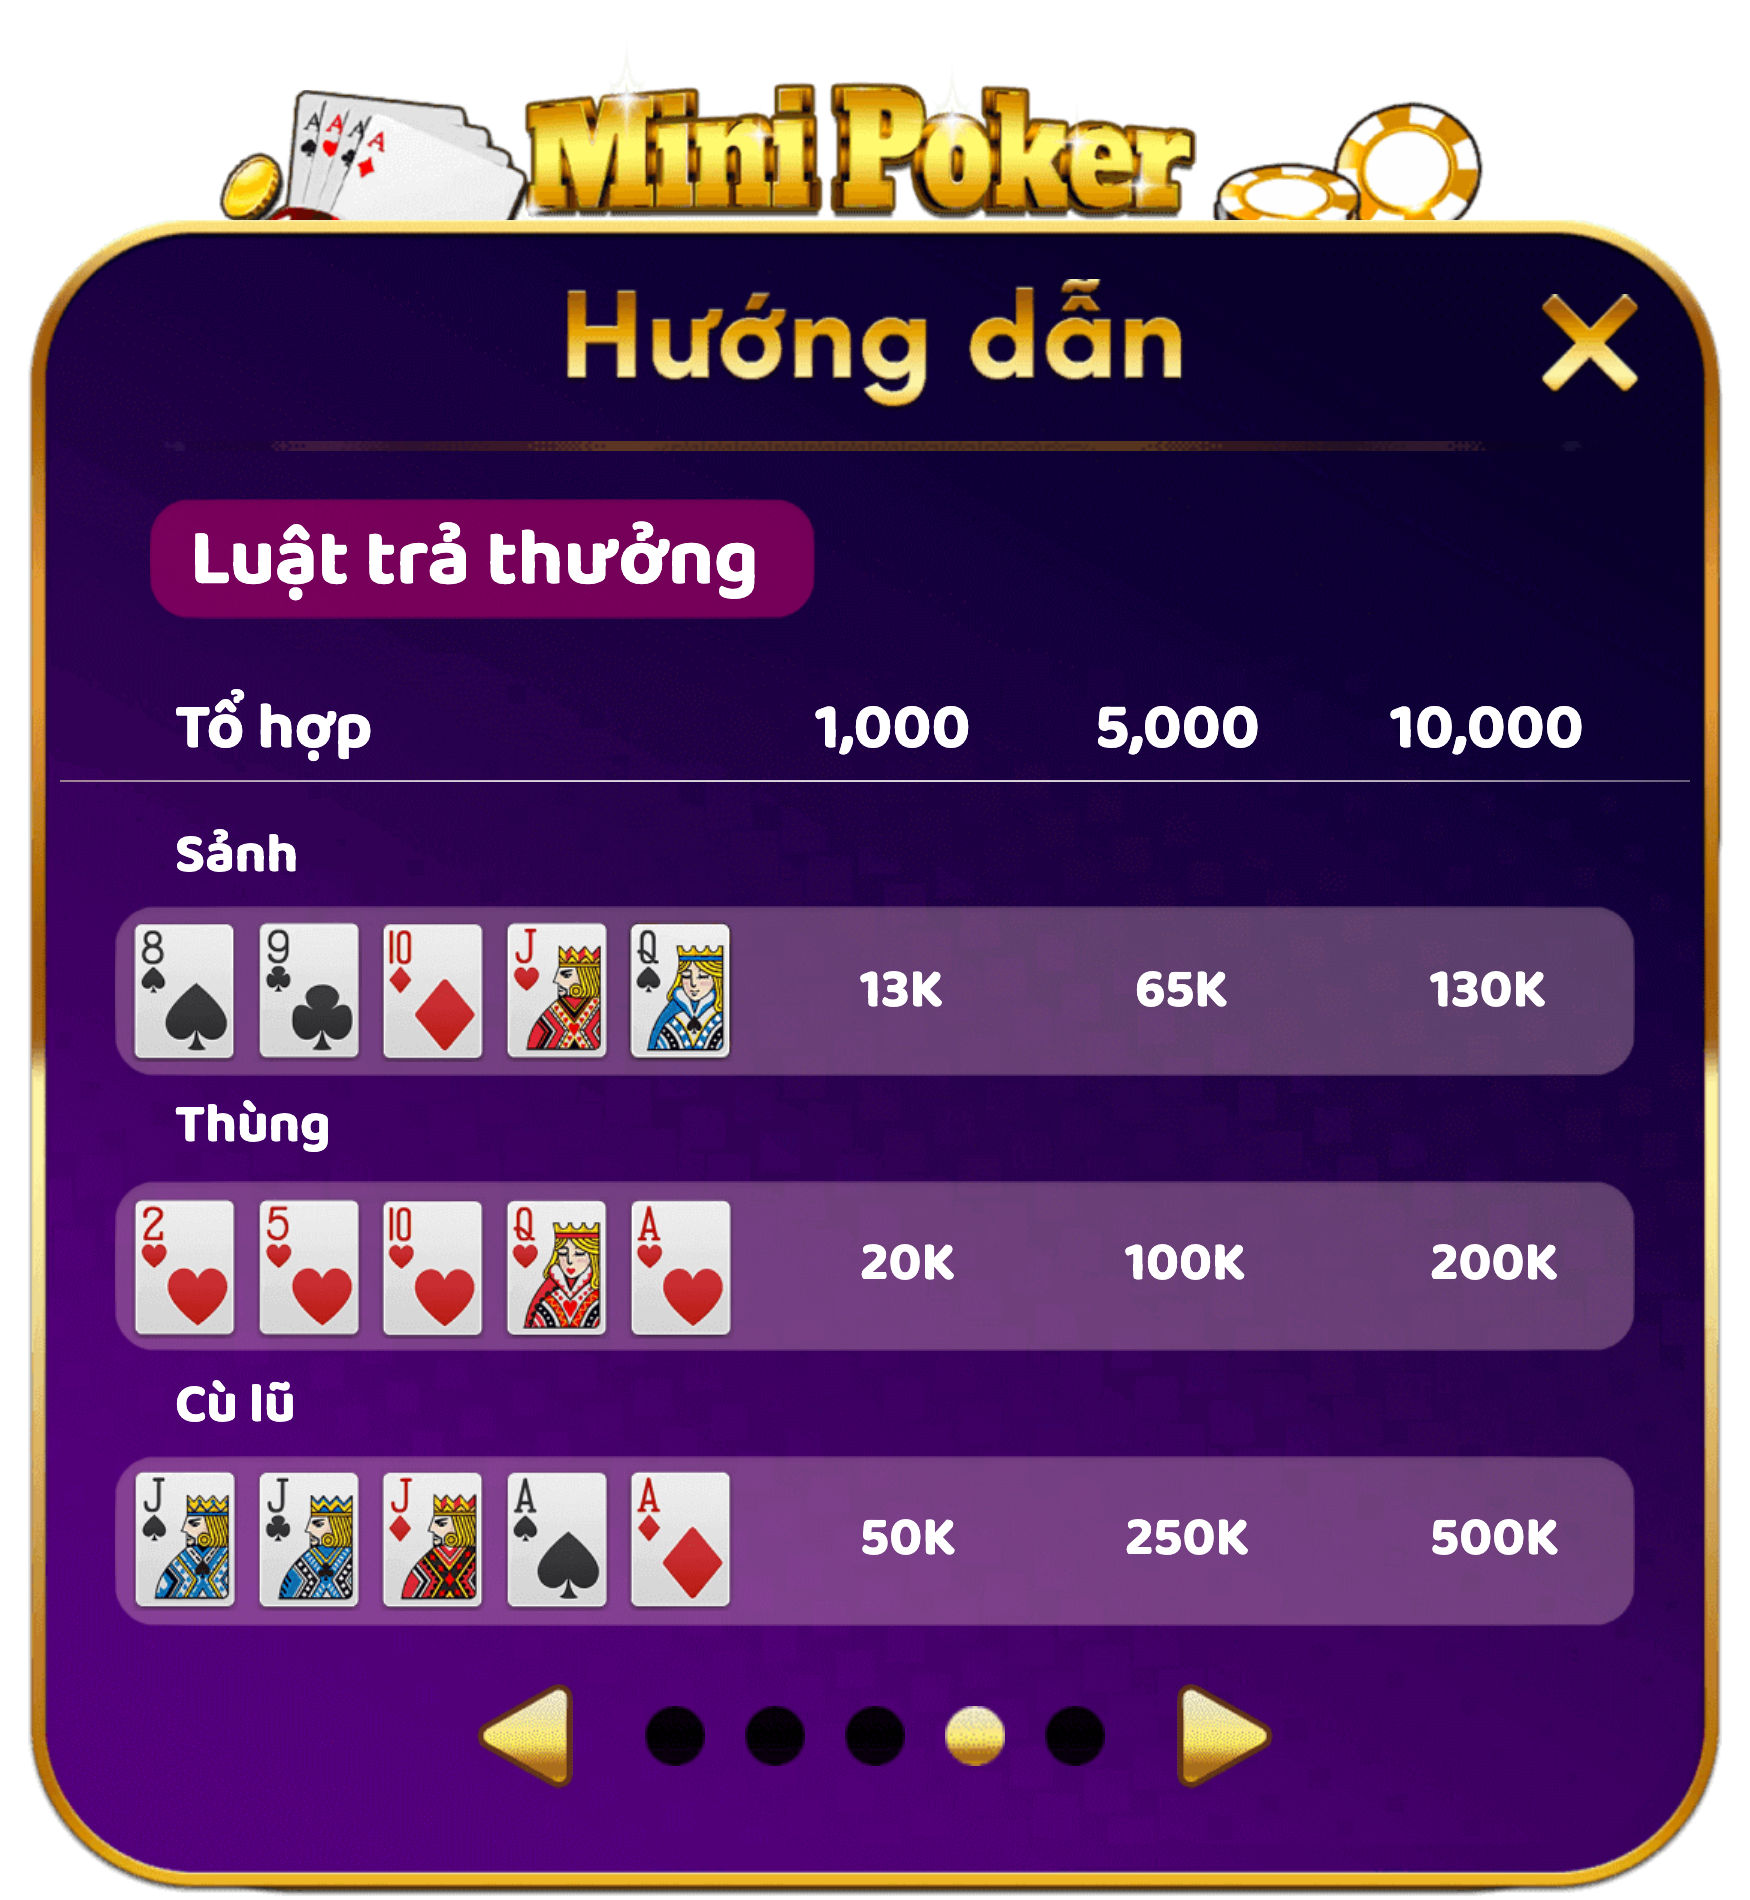 A A A A
Mini Poker
Hướng dẫn
Luật trả thưởng
Tổ hợp 1,000 5,000 10,000
Sảnh
8 9 10 J Q 13K 65K 130K
Thùng
2 5 10 Q A 20K 100K 200K
Cù lũ
J J J A A 50K 250K 500K